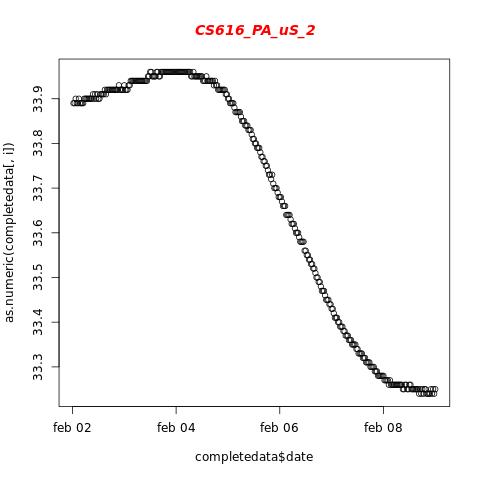 CS616_PA_uS_2
as.numeric(completedata[, i])
33.9
33.8
33.7
33.6
33.5
33.4
33.3
feb 02
feb 04
feb 06
feb 08
completedata$date